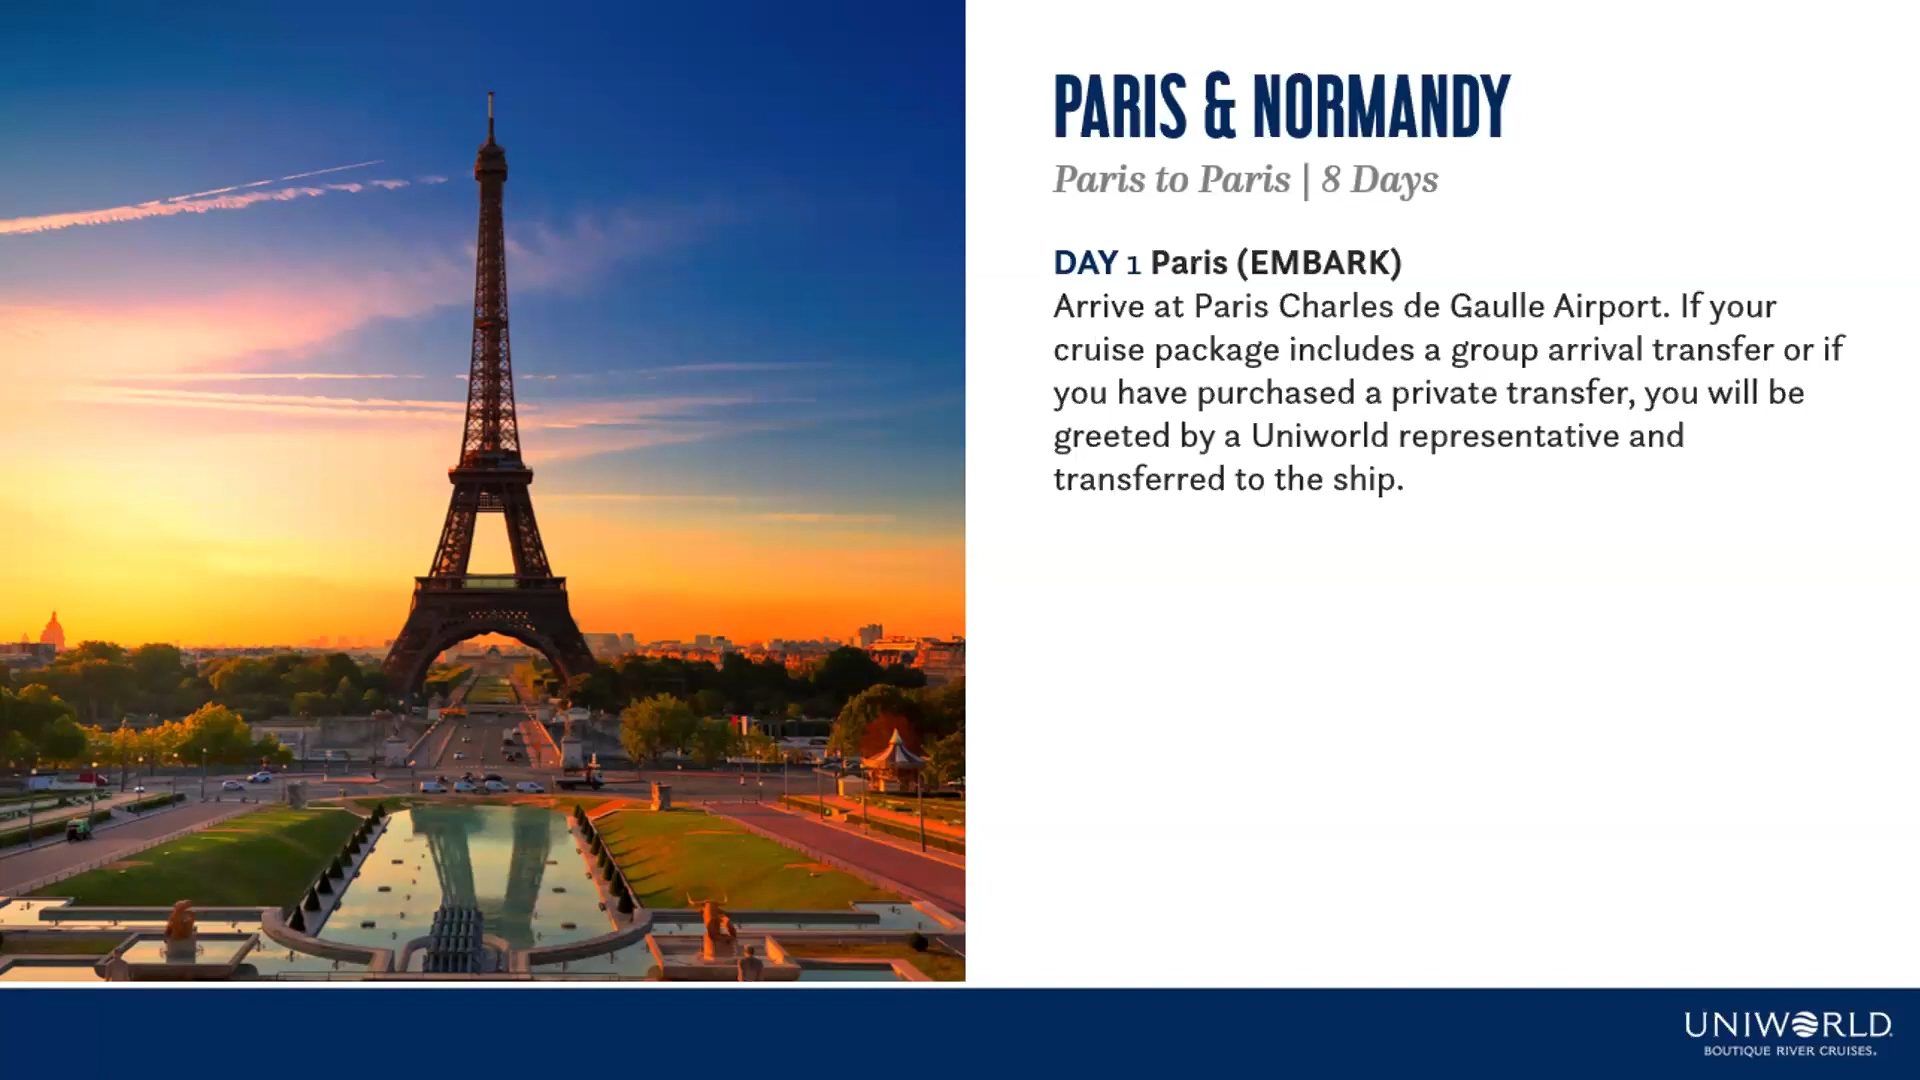 PARIS & NORMANDY
Paris to Paris | 8 Days
DAY 1 Paris (EMBARK)
Arrive at Paris Charles de Gaulle Airport. If your
cruise package includes a group arrival transfer or if
you have purchased a private transfer, you will be
greeted by a Uniworld representative and
transferred to the ship.
UNIWORLD.
BOUTIQUE RIVER CRUISES.